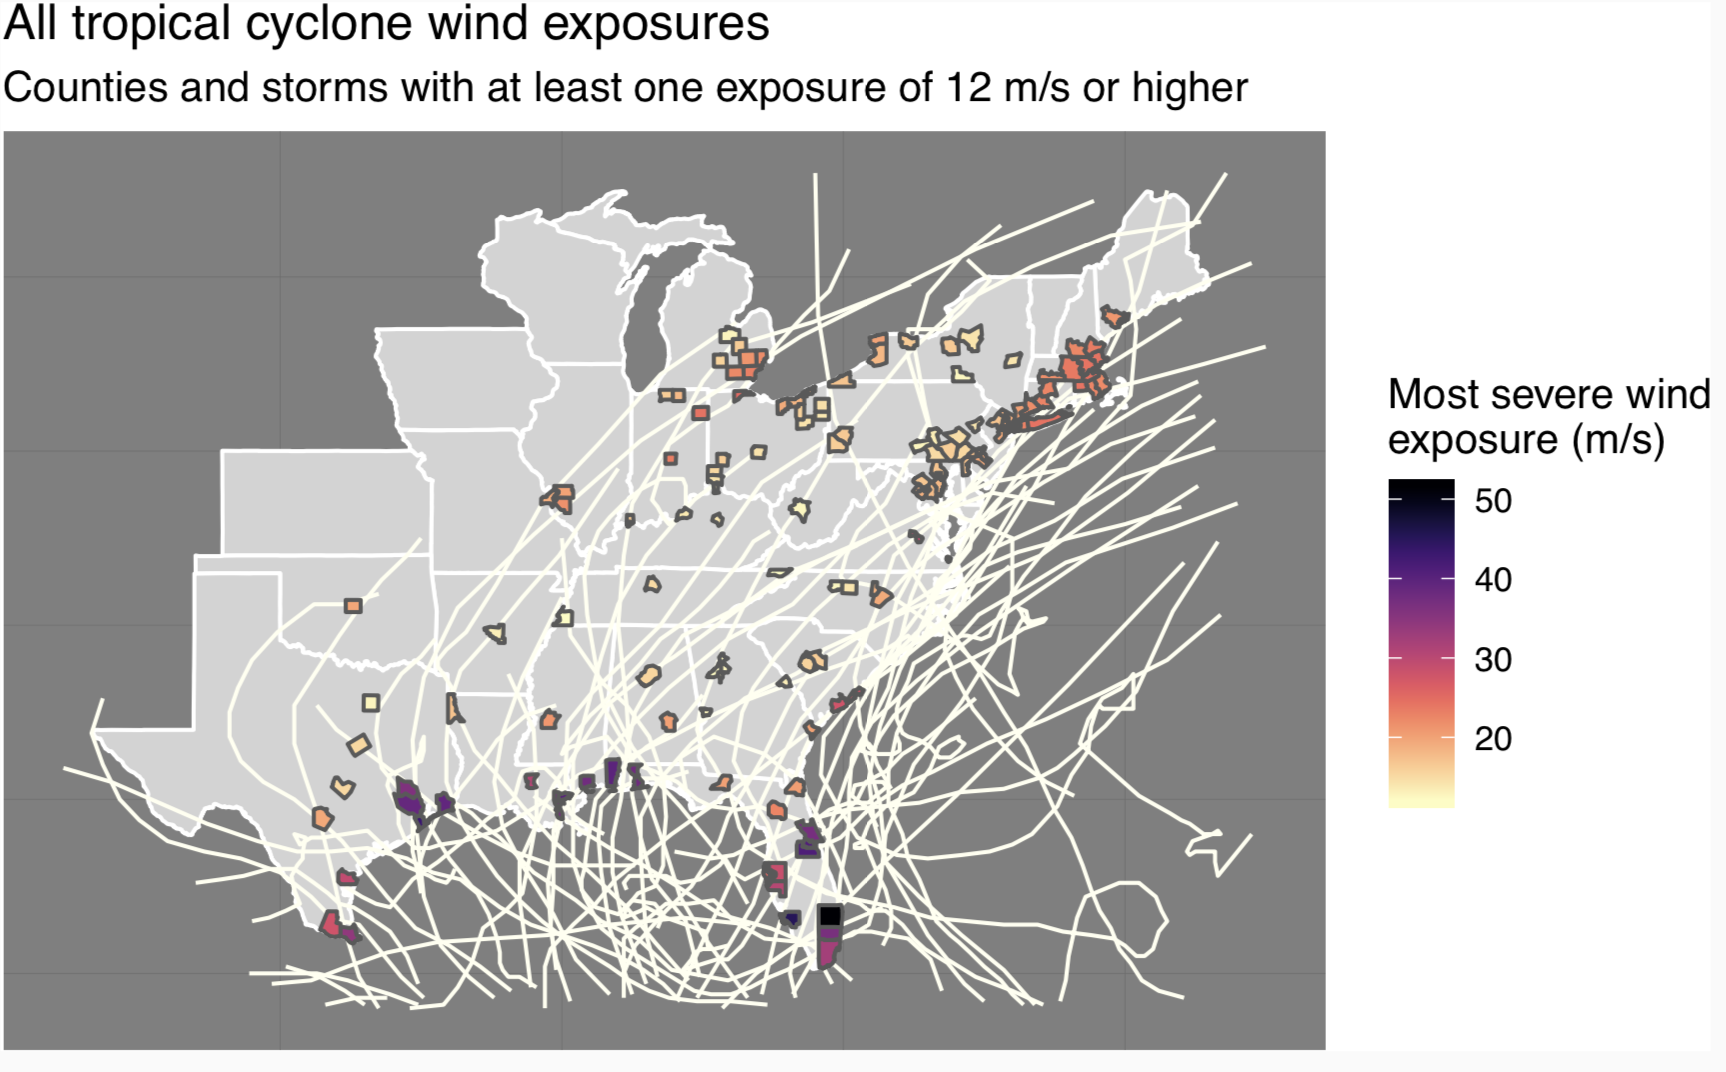 All tropical cyclone wind exposures
Counties and storms with at least one exposure of 12 m/s or higher
Most severe wind
exposure (m/s)
50
40
30
20